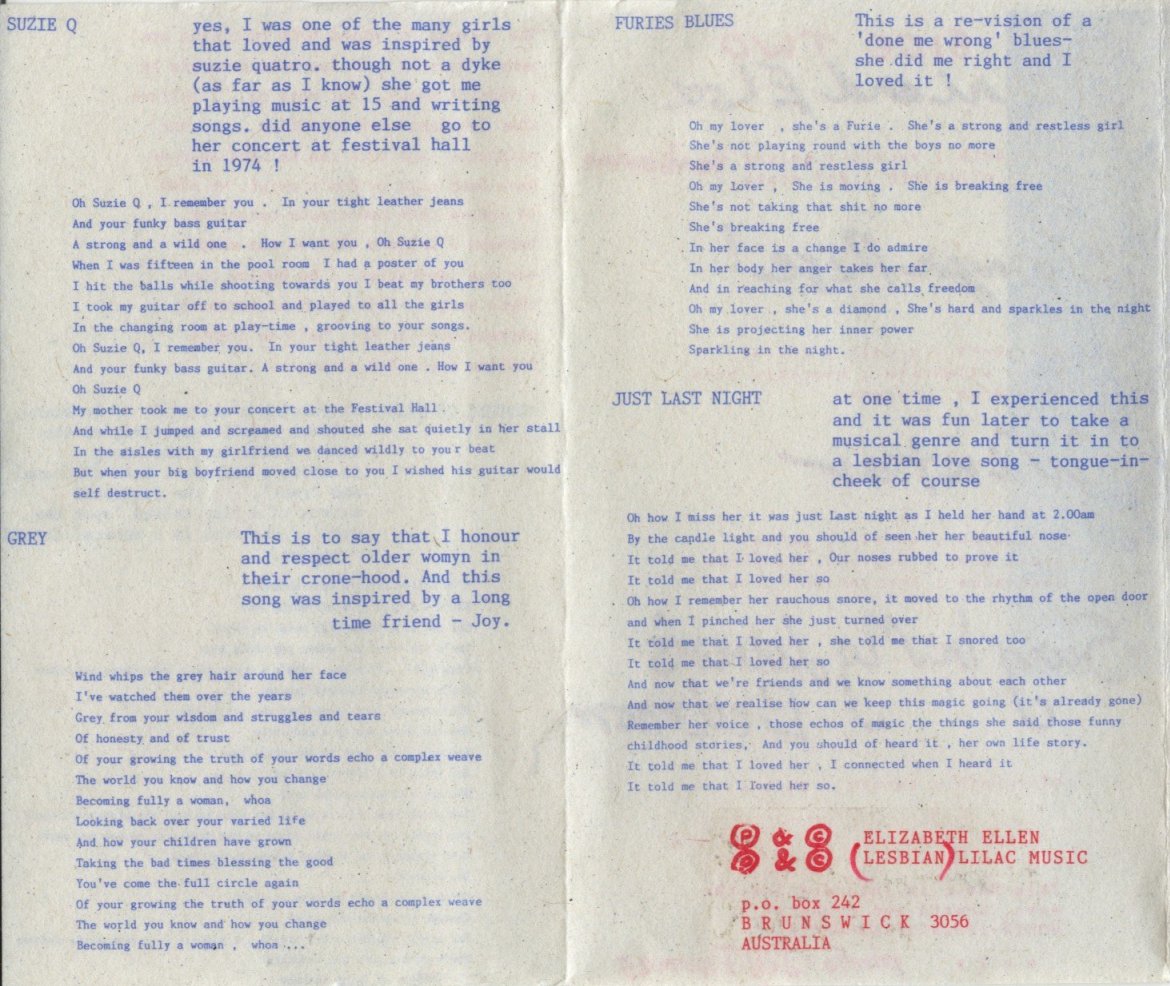 SUZIE Q
yes, I was one of the many girls
that loved and was inspired by
suzie quatro. though not a dyke
(as far as I know) she got me
playing music at 15 and writing
songs. did anyone else go to
her concert at festival hall
in 1974 !
Oh Suzie Q , I remember you . In your tight leather jeans
And your funky bass guitar
A strong and a wild one . How I want you , Oh Suzie Q
When I was fifteen in the pool room I had a poster of you
I hit the balls while shooting towards you I beat my brothers too
I took my guitar off to school and played to all the girls
In the changing room at play-time , grooving to your songs.
Oh Suzie Q, I remember you. In your tight leather jeans
And your funky bass guitar. A strong and a wild one . How I want you
Oh Suzie Q
My mother took me to your concert at the Festival Hall.
And while I jumped and screamed and shouted she sat quietly in her stall
In the aisles with my girlfriend we danced wildly to your beat
But when your big boyfriend moved close to you I wished his guitar would
self destruct.
GREY
This is to say that I honour
and respect older womyn in
their crone-hood. And this
song was inspired by a long
time friend - Joy.
Wind whips the grey hair around her face
I've watched them over the years
Grey from your wisdom and struggles and tears
Of honesty and of trust
Of your growing the truth of your words echo a complex weave
The world you know and how you change
Becoming fully a woman, whoa
Looking back over your varied life
And how your children have grown
Taking the bad times blessing the good
You've come the full circle again
Of your growing the truth of your words echo a complex weave
The world you know and how you change
Becoming fully a woman , whoa ...
FURIES BLUES
This is a re-vision of a
'done me wrong' blues-
she did me right and I
loved it !
Oh my lover , she's a Furie . She's a strong and restless girl
She's not playing round with the boys no more
She's a strong and restless girl
Oh my Lover , She is moving . She is breaking free
She's not taking that shit no more
She's breaking free
In her face is a change I do admire
In her body her anger takes her far
And in reaching for what she calls freedom
Oh my lover , she's a diamond , She's hard and sparkles in the night
She is projecting her inner power
Sparkling in the night.
JUST LAST NIGHT
at one time , I experienced this
and it was fun later to take a
musical genre and turn it in to
a lesbian love song - tongue-in-
cheek of course
Oh how I miss her it was just Last night as I held her hand at 2.00am
By the candle light and you should of seen her her beautiful nose
It told me that I loved her , Our noses rubbed to prove it
It told me that I loved her so
Oh how I remember her rauchous snore, it moved to the rhythm of the open door
and when I pinched her she just turned over
It told me that I loved her , she told me that I snored too
It told me that I loved her so
And now that we're friends and we know something about each other
And now that we realise how can we keep this magic going (it's already gone)
Remember her voice , those echos of magic the things she said those funny
childhood stories, And you should of heard it , her own life story.
It told me that I loved her , I connected when I heard it
It told me that I loved her so.
Ⓟ & Ⓒ ELIZABETH ELLEN
& Ⓒ (LESBIAN) LILAC MUSIC
p.o. box 242
BRUNSWICK 3056
AUSTRALIA